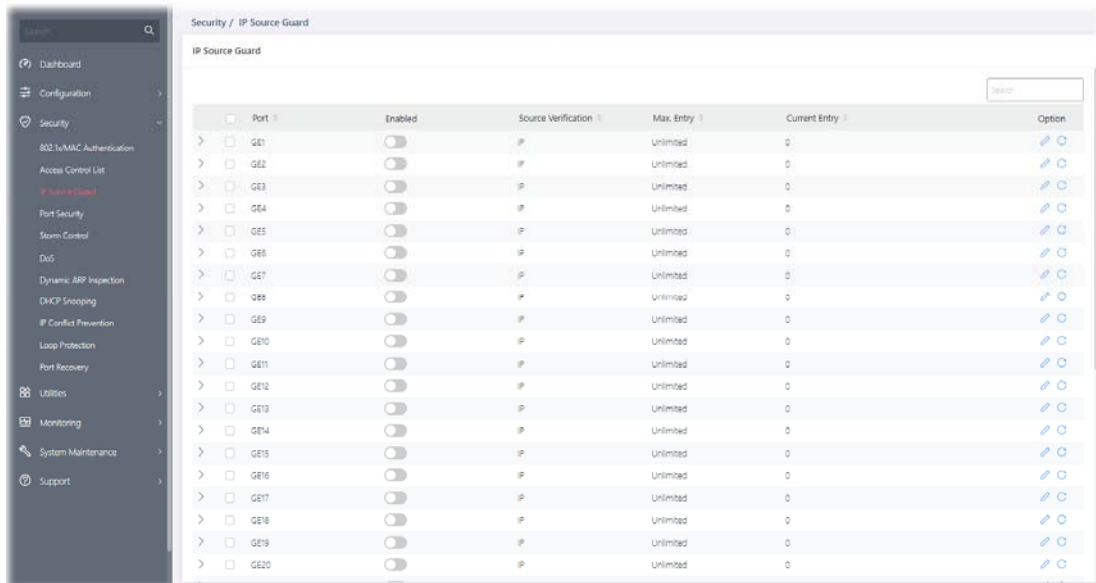 Search...
Dashboard
Configuration
Security
802.1x/MAC Authentication
Access Control List
IP Source Guard
Port Security
Storm Control
DoS
Dynamic ARP Inspection
DHCP Snooping
IP Conflict Prevention
Loop Protection
Port Recovery
Utilities
Monitoring
System Maintenance
Support
Security / IP Source Guard
IP Source Guard
Search
Port Enabled Source Verification Max. Entry Current Entry Option
GE1 IP Unlimited 0
GE2 IP Unlimited 0
GE3 IP Unlimited 0
GE4 IP Unlimited 0
GE5 IP Unlimited 0
GE6 IP Unlimited 0
GE7 IP Unlimited 0
GE8 IP Unlimited 0
GE9 IP Unlimited 0
GE10 IP Unlimited 0
GE11 IP Unlimited 0
GE12 IP Unlimited 0
GE13 IP Unlimited 0
GE14 IP Unlimited 0
GE15 IP Unlimited 0
GE16 IP Unlimited 0
GE17 IP Unlimited 0
GE18 IP Unlimited 0
GE19 IP Unlimited 0
GE20 IP Unlimited 0